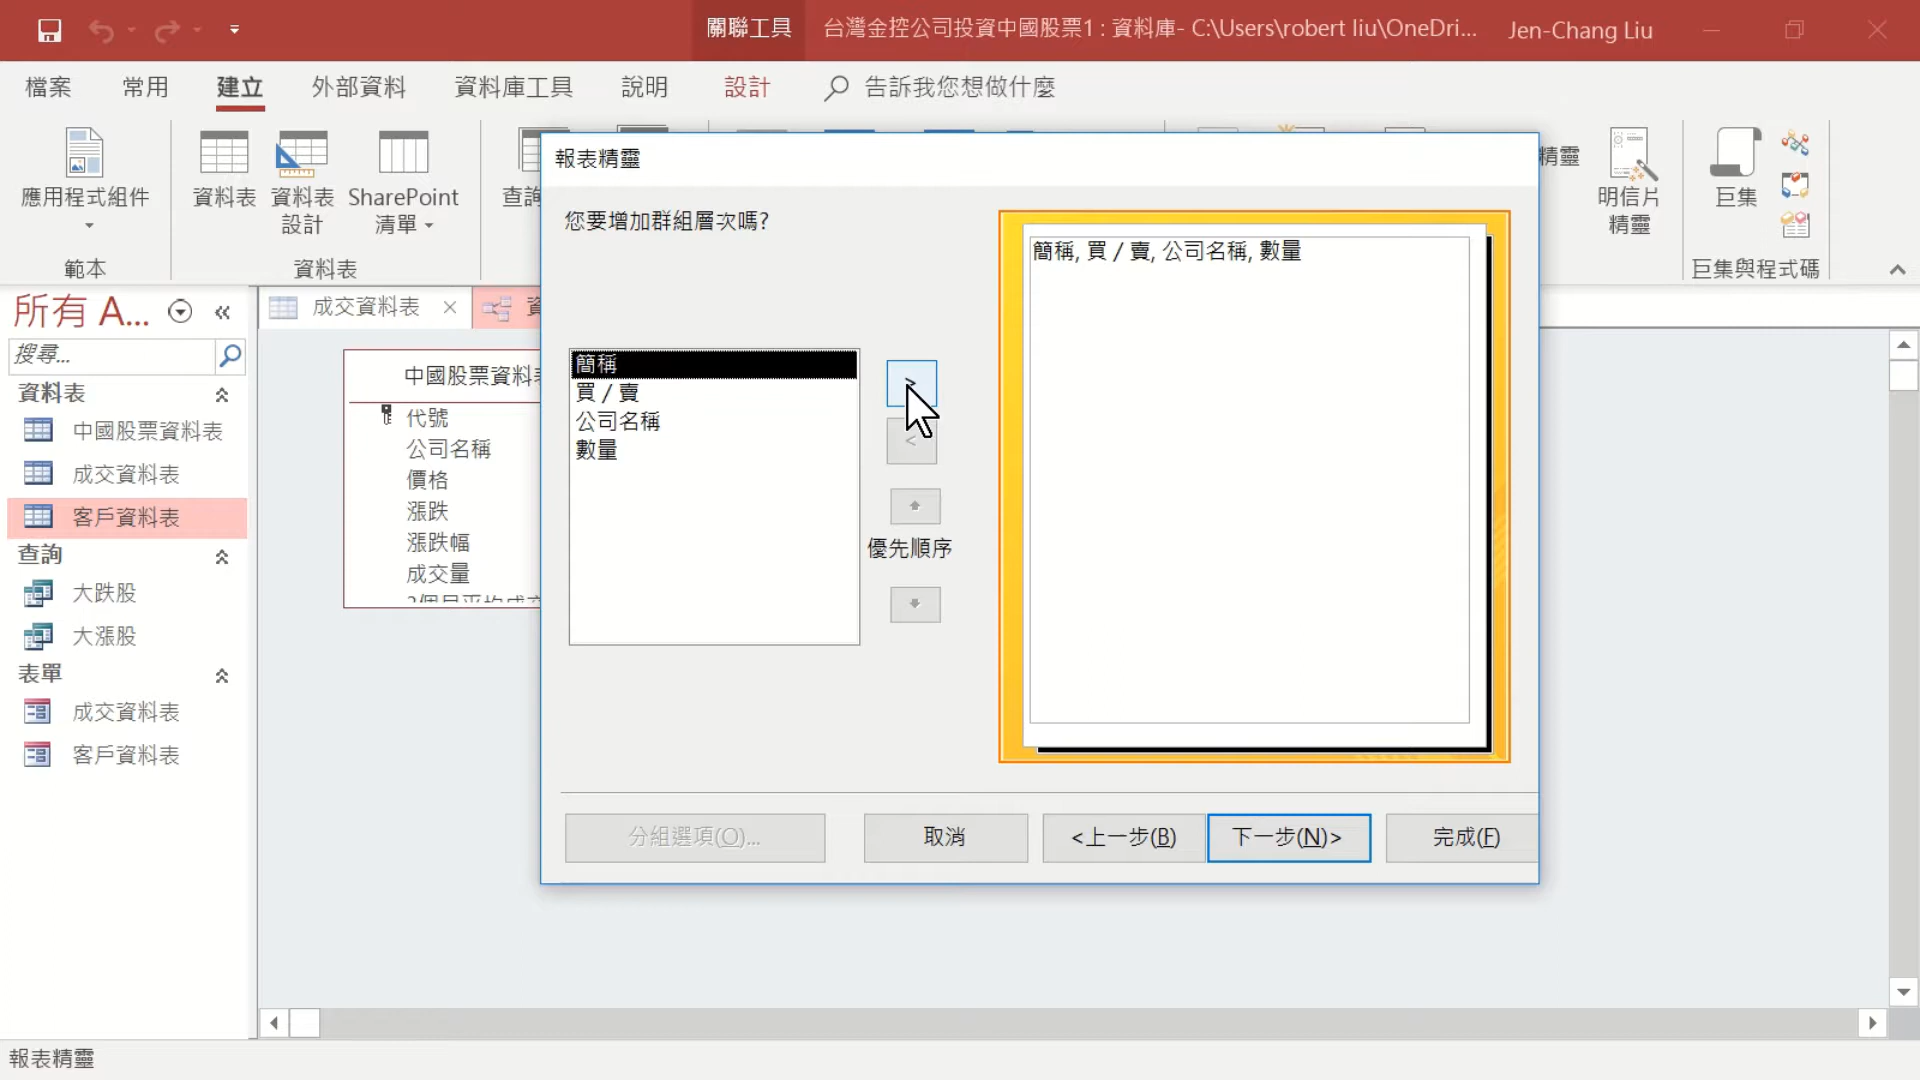 關聯工具
台灣金控公司投資中國股票1 : 資料庫- C:\Users\robert liu\OneDri...
Jen-Chang Liu
檔案
常用
建立
外部資料
資料庫工具
說明
設計
告訴我您想做什麼
應用程式組件
範本
資料表
資料表
設計
SharePoint
清單
資料表
查詢
精靈
明信片
精靈
巨集
巨集與程式碼
所有 A...
搜尋...
資料表
中國股票資料表
成交資料表
客戶資料表
查詢
大跌股
大漲股
表單
成交資料表
客戶資料表
成交資料表
中國股票資料
代號
公司名稱
價格
漲跌
漲跌幅
成交量
報表精靈
您要增加群組層次嗎?
簡稱
買 / 賣
公司名稱
數量
>
<
優先順序
簡稱, 買 / 賣, 公司名稱, 數量
分組選項(O)...
取消
<上一步(B)
下一步(N)>
完成(F)
報表精靈